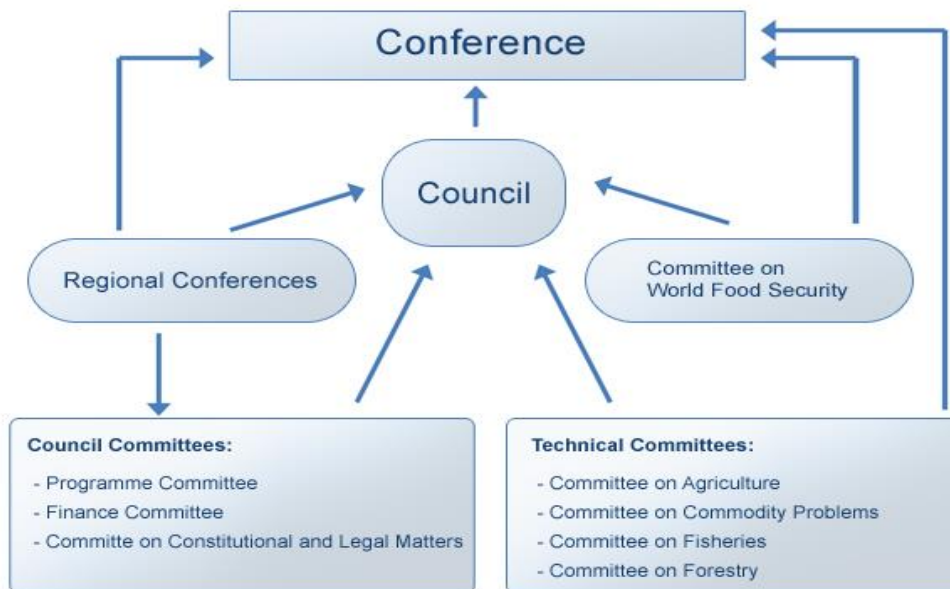 Conference
Council
Regional Conferences
Committee on
World Food Security
Council Committees:
- Programme Committee
- Finance Committee
- Committe on Constitutional and Legal Matters
Technical Committees:
- Committee on Agriculture
- Committee on Commodity Problems
- Committee on Fisheries
- Committee on Forestry